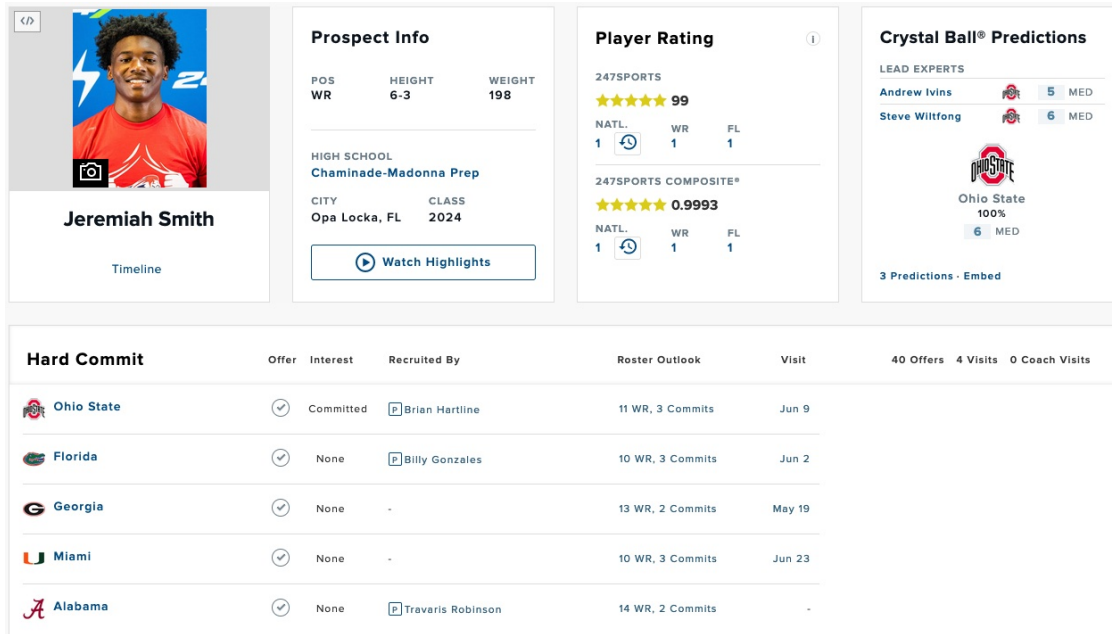 </>
2
Jeremiah Smith
Timeline
Prospect Info
POS HEIGHT WEIGHT
WR 6-3 198
HIGH SCHOOL
Chaminade-Madonna Prep
CITY CLASS
Opa Locka, FL 2024
Watch Highlights
Player Rating i
247SPORTS
99
NATL. WR FL
1 1 1
247SPORTS COMPOSITE®
0.9993
NATL. WR FL
1 1 1
Crystal Ball® Predictions
LEAD EXPERTS
Andrew Ivins 5 MED
Steve Wiltfong 6 MED
OHIO STATE
Ohio State
100%
6 MED
3 Predictions · Embed
Hard Commit Offer Interest Recruited By Roster Outlook Visit 40 Offers 4 Visits 0 Coach Visits
Ohio State Committed P Brian Hartline 11 WR, 3 Commits Jun 9
Florida None P Billy Gonzales 10 WR, 3 Commits Jun 2
G Georgia None - 13 WR, 2 Commits May 19
U Miami None - 10 WR, 3 Commits Jun 23
A Alabama None P Travaris Robinson 14 WR, 2 Commits -